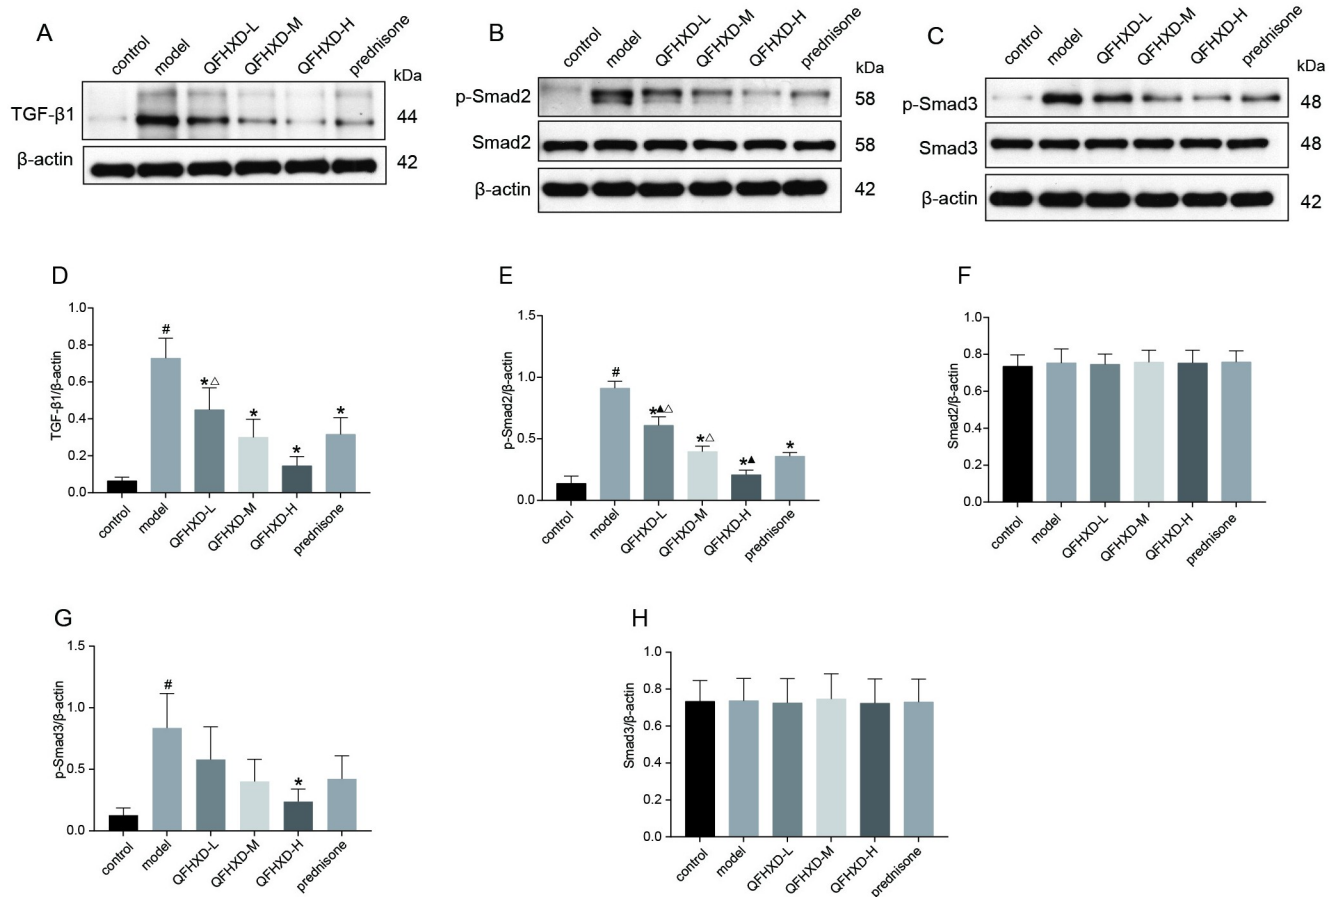 A
control
model
QFHXD-L
QFHXD-M
QFHXD-H
prednisone
kDa
TGF-β1
44
β-actin
42
B
control
model
QFHXD-L
QFHXD-M
QFHXD-H
prednisone
kDa
p-Smad2
58
Smad2
58
β-actin
42
C
control
model
QFHXD-L
QFHXD-M
QFHXD-H
prednisone
kDa
p-Smad3
48
Smad3
48
β-actin
42
D
TGF-β1/β-actin
1.0
0.8
0.6
0.4
0.2
0.0
#
*△
*
*
*
control
model
QFHXD-L
QFHXD-M
QFHXD-H
prednisone
E
p-Smad2/β-actin
1.5
1.0
0.5
0.0
#
*▲△
*△
*▲
*
control
model
QFHXD-L
QFHXD-M
QFHXD-H
prednisone
F
Smad2/β-actin
1.0
0.8
0.6
0.4
0.2
0.0
control
model
QFHXD-L
QFHXD-M
QFHXD-H
prednisone
G
p-Smad3/β-actin
1.5
1.0
0.5
0.0
#
*
control
model
QFHXD-L
QFHXD-M
QFHXD-H
prednisone
H
Smad3/β-actin
1.0
0.8
0.6
0.4
0.2
0.0
control
model
QFHXD-L
QFHXD-M
QFHXD-H
prednisone